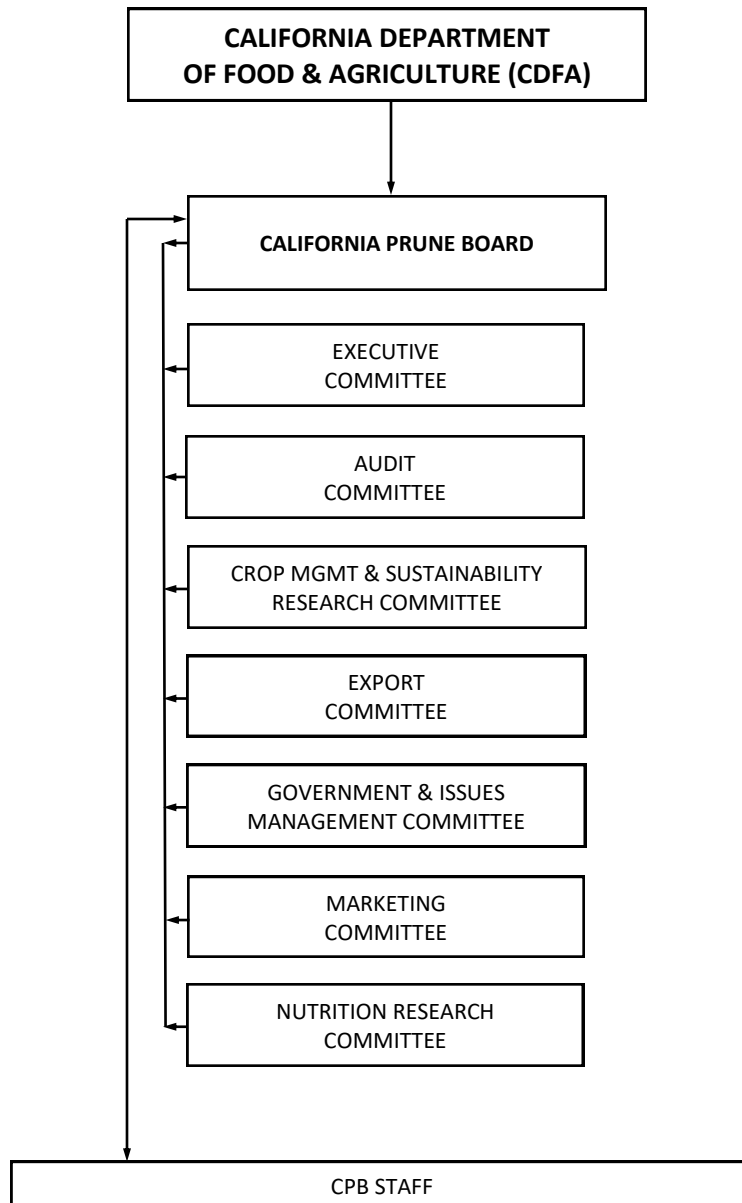 CALIFORNIA DEPARTMENT
OF FOOD & AGRICULTURE (CDFA)
CALIFORNIA PRUNE BOARD
EXECUTIVE
COMMITTEE
AUDIT
COMMITTEE
CROP MGMT & SUSTAINABILITY
RESEARCH COMMITTEE
EXPORT
COMMITTEE
GOVERNMENT & ISSUES
MANAGEMENT COMMITTEE
MARKETING
COMMITTEE
NUTRITION RESEARCH
COMMITTEE
CPB STAFF